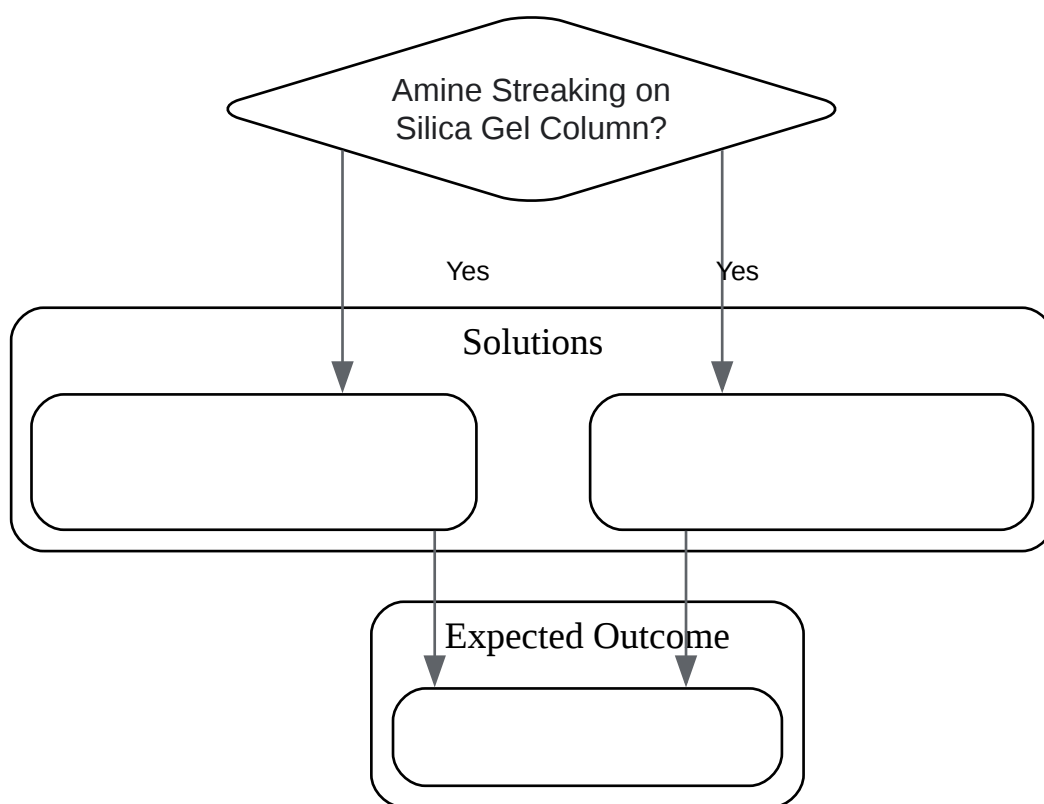 Amine Streaking on
Silica Gel Column?
Yes
Yes
Solutions
Expected Outcome